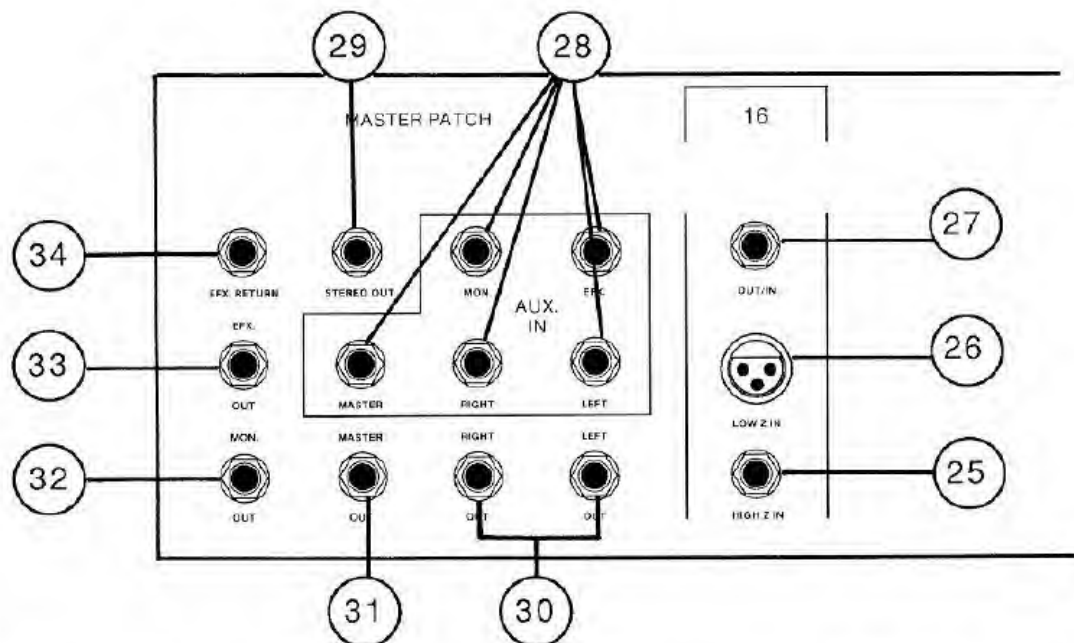 29
28
MASTER PATCH
16
34
27
EFX. RETURN
STEREO OUT
MON.
EFX.
OUT/IN
AUX.
IN
EFX.
33
26
OUT
MASTER
RIGHT
LEFT
LOW Z IN
MON.
MASTER
RIGHT
LEFT
32
25
OUT
OUT
OUT
OUT
HIGH Z IN
31
30